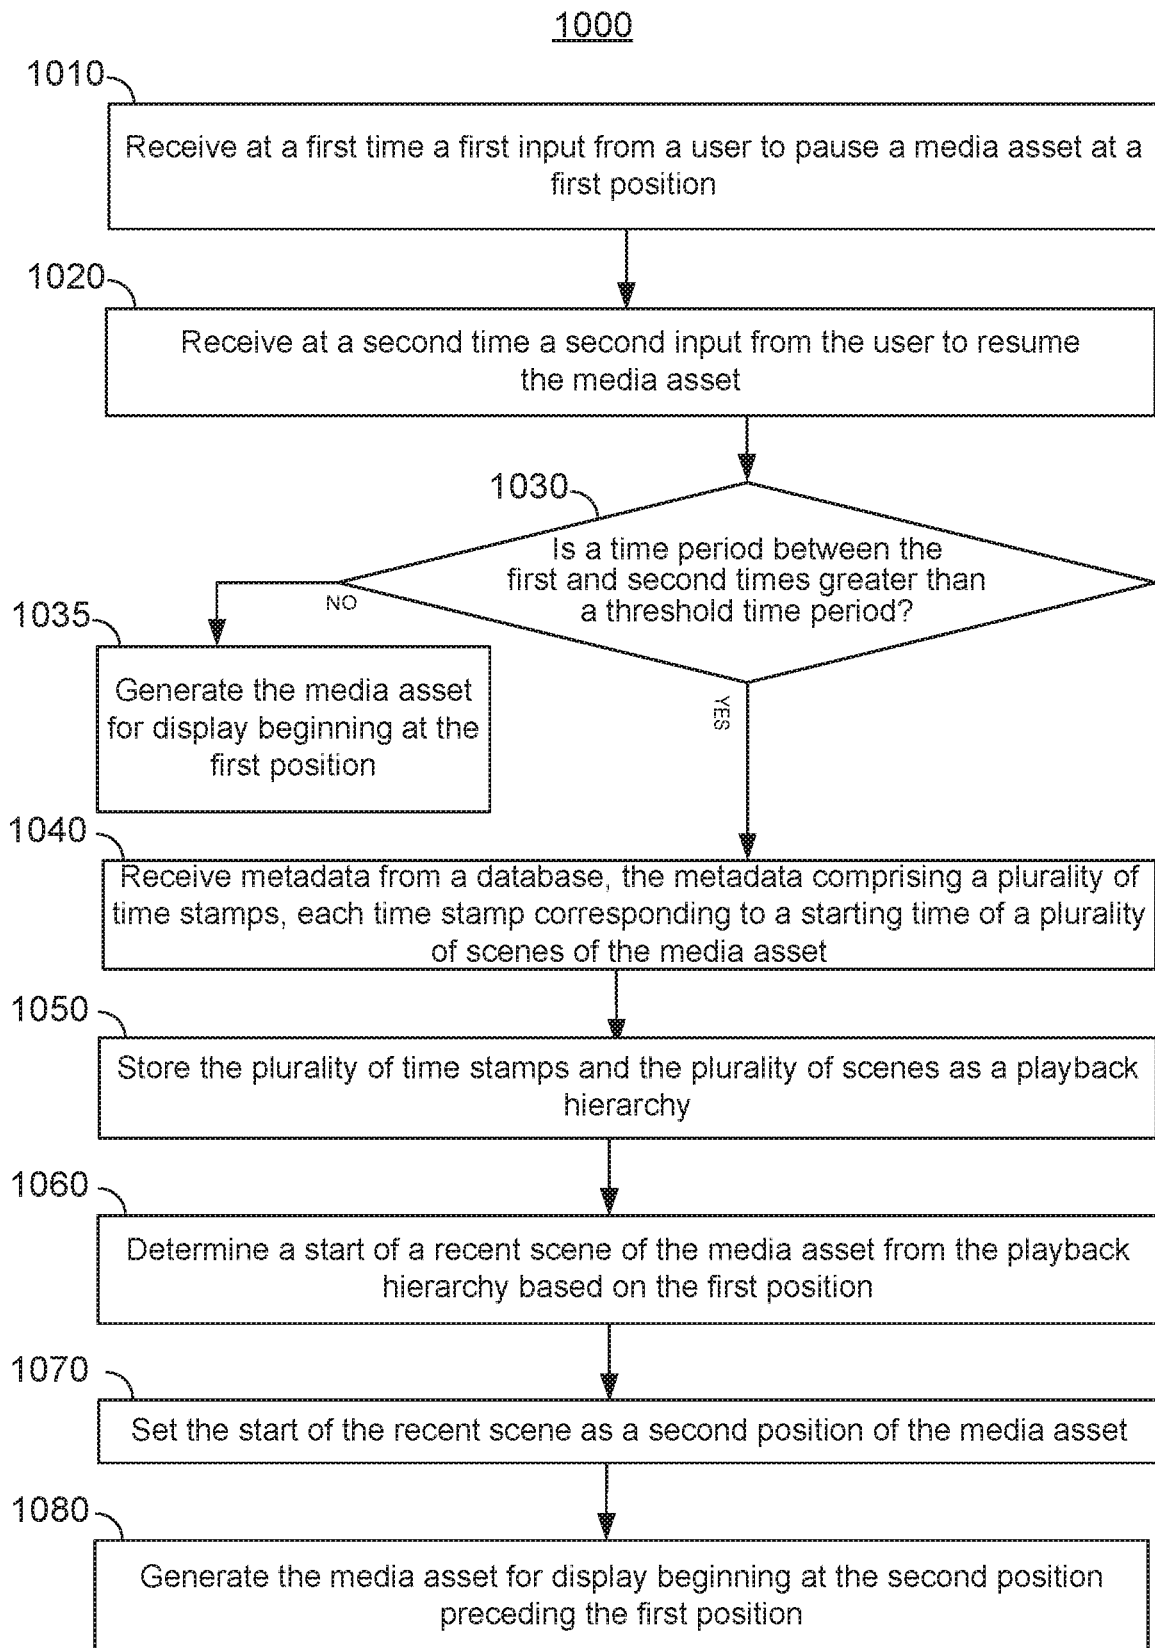 1000
1010
Receive at a first time a first input from a user to pause a media asset at a
first position
1020
Receive at a second time a second input from the user to resume
the media asset
1030
Is a time period between the
first and second times greater than
a threshold time period?
NO
1035
Generate the media asset
for display beginning at the
first position
YES
1040
Receive metadata from a database, the metadata comprising a plurality of
time stamps, each time stamp corresponding to a starting time of a plurality
of scenes of the media asset
1050
Store the plurality of time stamps and the plurality of scenes as a playback
hierarchy
1060
Determine a start of a recent scene of the media asset from the playback
hierarchy based on the first position
1070
Set the start of the recent scene as a second position of the media asset
1080
Generate the media asset for display beginning at the second position
preceding the first position